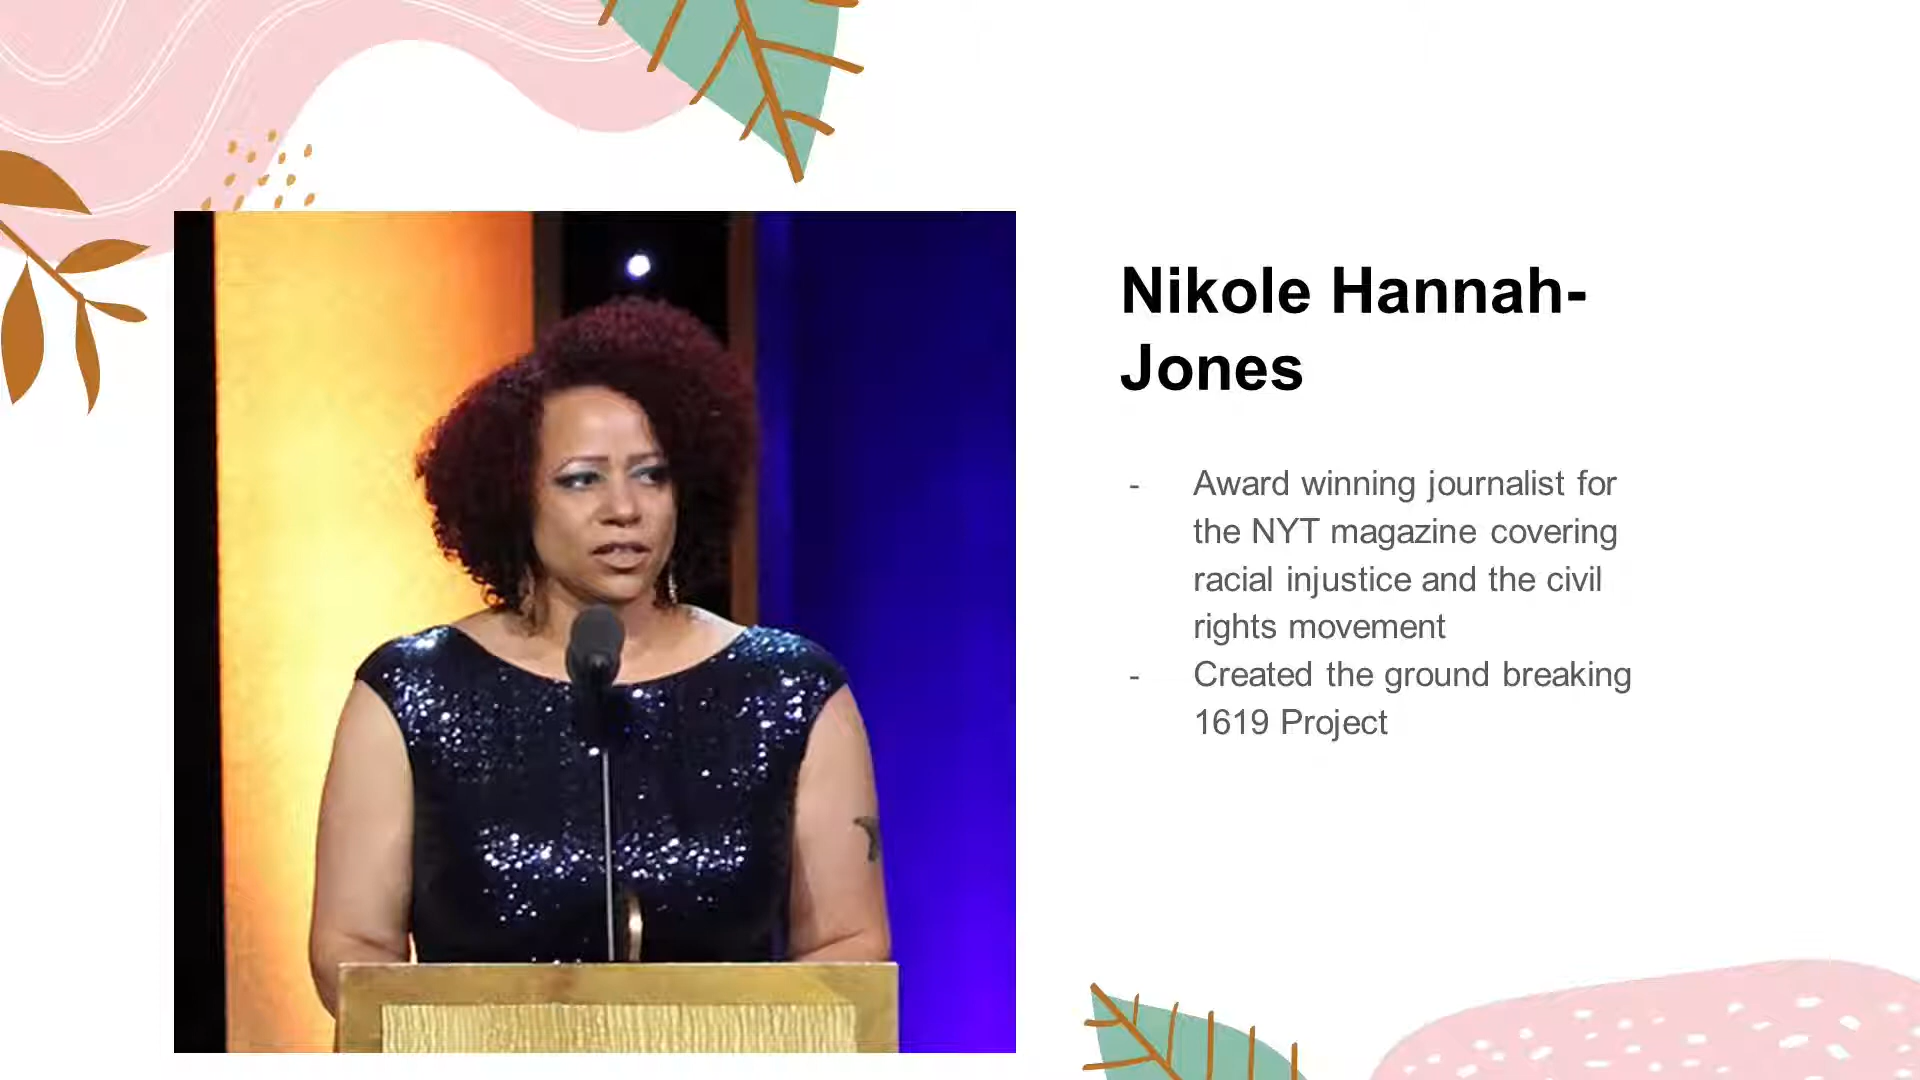 Nikole Hannah-
Jones
- Award winning journalist for
the NYT magazine covering
racial injustice and the civil
rights movement
- Created the ground breaking
1619 Project